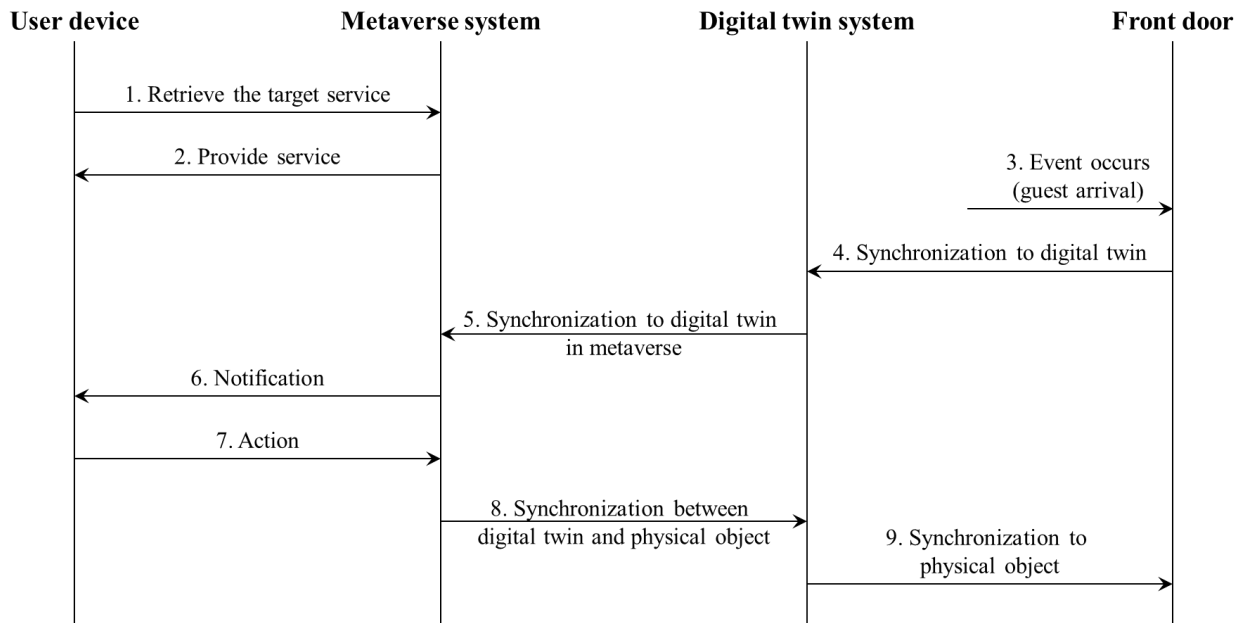 User device
Metaverse system
Digital twin system
Front door
1. Retrieve the target service
2. Provide service
3. Event occurs
(guest arrival)
4. Synchronization to digital twin
5. Synchronization to digital twin
in metaverse
6. Notification
7. Action
8. Synchronization between
digital twin and physical object
9. Synchronization to
physical object